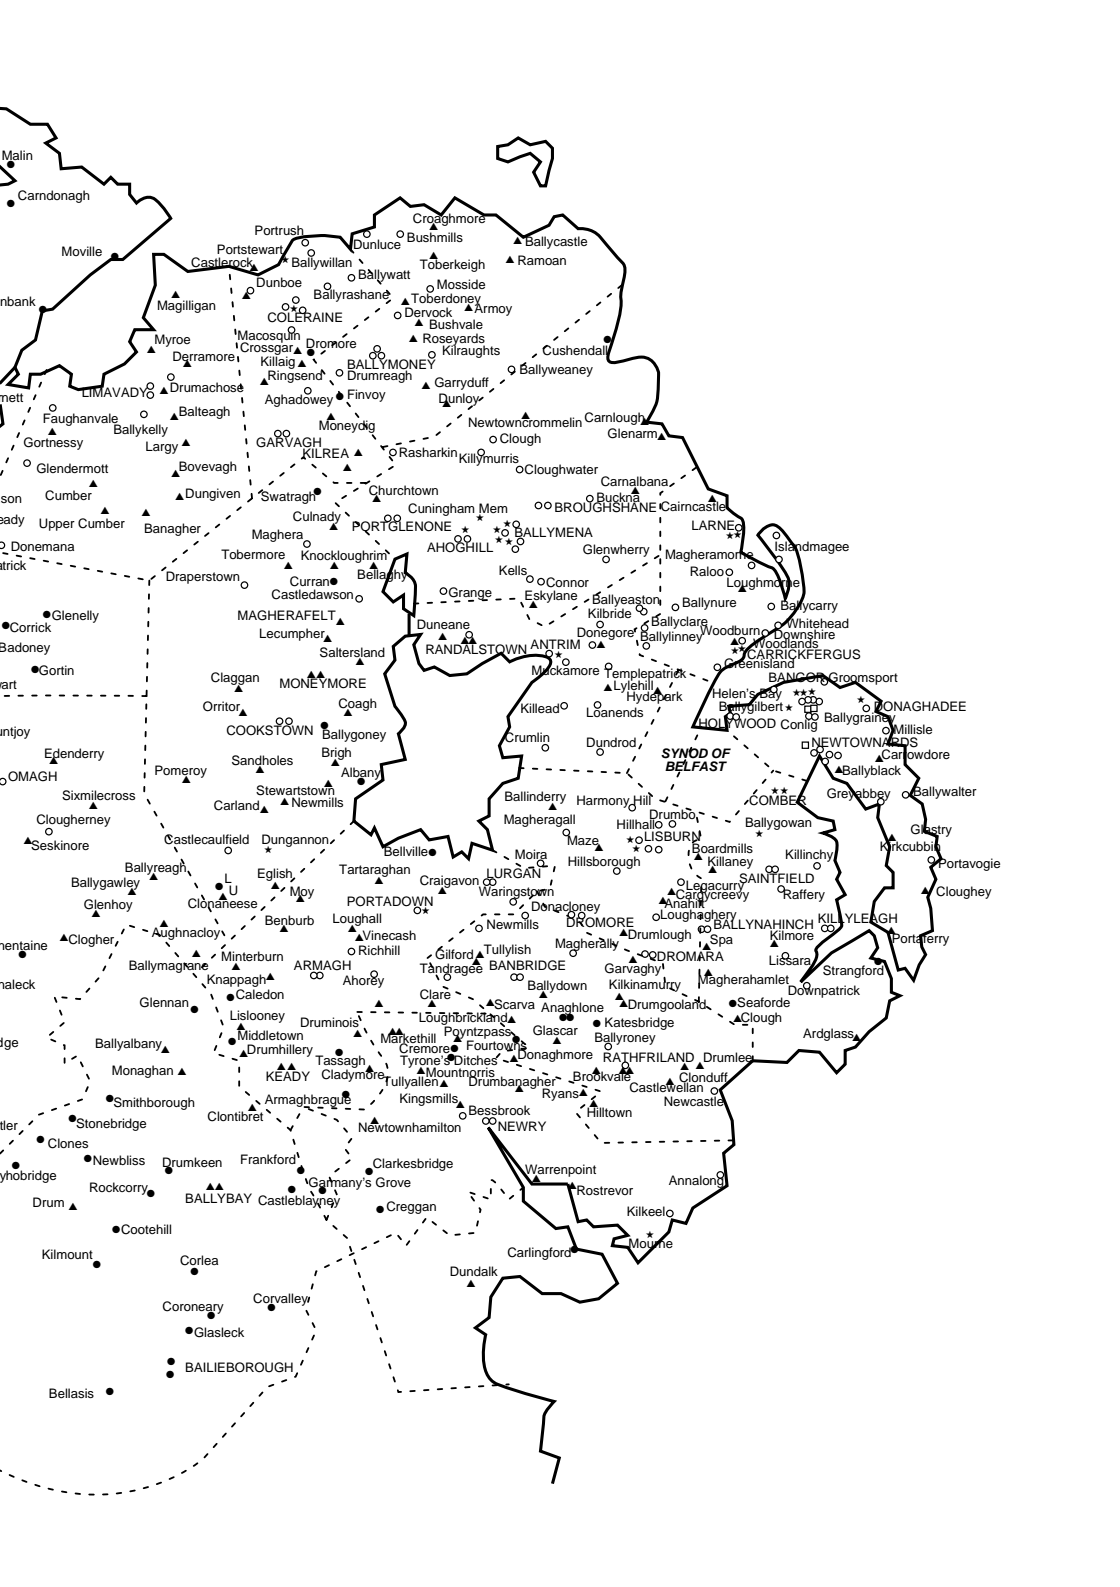 Malin
Carndonagh
Moville
nbank
Croaghmore
Portrush
Dunluce
Bushmills
Ballycastle
Portstewart
Castlerock
Ballywillan
Toberkeigh
Ramoan
Ballywatt
Dunboe
Ballyrashane
Mosside
Toberdoney
Magilligan
Armoy
Dervock
COLERAINE
Bushvale
Macosquin
Roseyards
Myroe
Crossgar
Dromore
Kilraughts
Cushendall
Derramore
Killaig
BALLYMONEY
Ballyweaney
Ringsend
Drumreagh
Garryduff
LIMAVADY
Drumachose
Finvoy
mett
Aghadowey
Dunloy
Faughanvale
Balteagh
Newtowncrommelin
Carnlough
Ballykelly
Moneydig
Glenarm
Gortnessy
Largy
GARVAGH
Clough
KILREA
Rasharkin
Killymurris
Glendermott
Bovevagh
Cloughwater
Carnalbana
Cumber
Dungiven
Swatragh
Churchtown
Buckna
son
BROUGHSHANE
Cairncastle
Cuningham Mem
eady
Upper Cumber
Banagher
Culnady
PORTGLENONE
LARNE
Maghera
BALLYMENA
Donemana
Tobermore
Knockloughrim
AHOGHILL
Glenwherry
Magheramorne
Islandmagee
atrick
Draperstown
Curran
Bellaghy
Kells
Connor
Raloo
Loughmorne
Castledawson
Grange
Eskylane
Ballyeaston
Ballynure
Ballycarry
Glenelly
MAGHERAFELT
Kilbride
Corrick
Duneane
Ballyclare
Whitehead
Lecumpher
Donegore
Ballylinney
Woodburn
Downshire
Badoney
RANDALSTOWN
ANTRIM
Woodlands
Saltersland
CARRICKFERGUS
Gortin
Muckamore
Greenisland
Templepatrick
wart
Claggan
MONEYMORE
Lylehill
BANGOR
Groomsport
Hydepark
Helen's Bay
Orritor
Coagh
Killead
Loanends
Ballygilbert
DONAGHADEE
COOKSTOWN
HOLYWOOD
Conlig
Ballygrainey
untjoy
Ballygoney
Crumlin
Dundrod
Millisle
NEWTOWNARDS
Edenderry
Sandholes
Brigh
SYNOD OF
BELFAST
Carrowdore
Pomeroy
Albany
Ballyblack
OMAGH
Stewartstown
Greyabbey
Ballywalter
Sixmilecross
Carland
Newmills
Ballinderry
Harmony Hill
COMBER
Clougherney
Magheragall
Drumbo
Hillhall
Ballygowan
Seskinore
Castlecaulfield
Dungannon
Maze
LISBURN
Glastry
Kirkcubbin
Bellville
Moira
Hillsborough
Boardmills
Killinchy
Portavogie
Ballyreagh
Tartaraghan
LURGAN
Killaney
Eglish
Craigavon
SAINTFIELD
Ballygawley
L
U
Moy
Waringstown
Legacurry
Raffery
Cloughey
Clonaneese
PORTADOWN
Cardycreevy
Glenhoy
Donacloney
Anahilt
Loughaghery
Benburb
Loughall
Newmills
DROMORE
BALLYNAHINCH
KILLYLEAGH
Aughnacloy
Vinecash
Drumlough
Spa
Kilmore
Portaferry
Clogher
Magherally
mentaine
Richhill
Gilford
Tullylish
DROMARA
Lissara
Ballymagrane
Minterburn
ARMAGH
Tandragee
BANBRIDGE
Garvaghy
Strangford
Knappagh
Ahorey
Ballydown
Kilkinamurry
Magherahamlet
Downpatrick
naleck
Caledon
Clare
Glennan
Scarva
Anaghlone
Drumgooland
Seaforde
Lislooney
Druminois
Loughbrickland
Katesbridge
Clough
Middletown
Poyntzpass
Glascar
Ardglass
dge
Ballyalbany
Markethill
Fourtowns
Ballyroney
Drumhillery
Cremore
Donaghmore
Tassagh
Tyrone's Ditches
RATHFRILAND
Drumlee
Monaghan
KEADY
Cladymore
Mountnorris
Brookvale
Clonduff
Tullyallen
Drumbanagher
Castlewellan
Smithborough
Armaghbrague
Kingsmills
Ryans
Newcastle
Clontibret
Bessbrook
Hilltown
tler
Stonebridge
Newtownhamilton
NEWRY
Clones
Newbliss
Drumkeen
Frankford
Clarkesbridge
yhobridge
Warrenpoint
Annalong
Rockcorry
Garmany's Grove
Rostrevor
Drum
BALLYBAY
Castleblayney
Creggan
Cootehill
Kilkeel
Kilmount
Mourne
Corlea
Carlingford
Dundalk
Coroneary
Corvalley
Glasleck
BAILIEBOROUGH
Bellasis